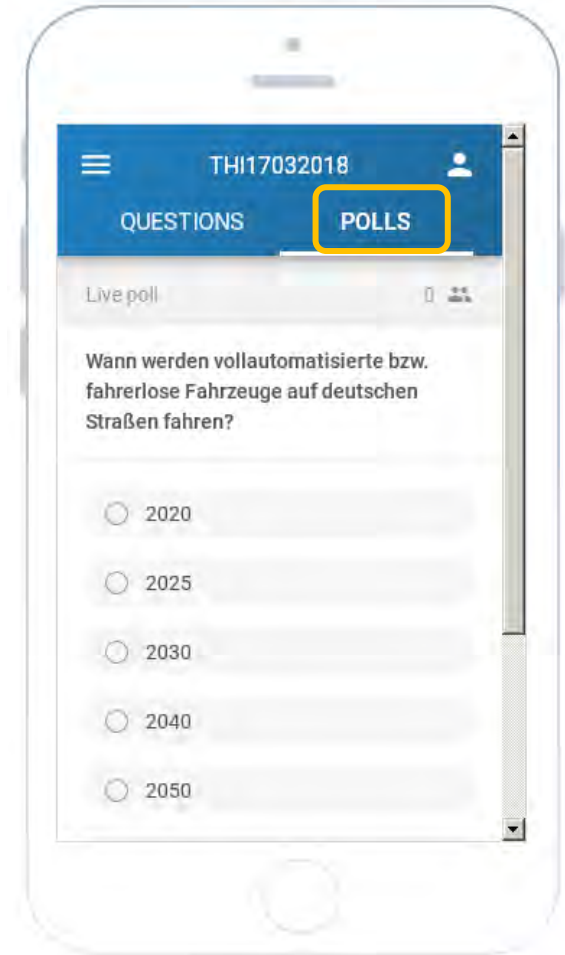 THI17032018
QUESTIONS POLLS
Live poll 0
Wann werden vollautomatisierte bzw.
fahrerlose Fahrzeuge auf deutschen
Straßen fahren?
2020
2025
2030
2040
2050